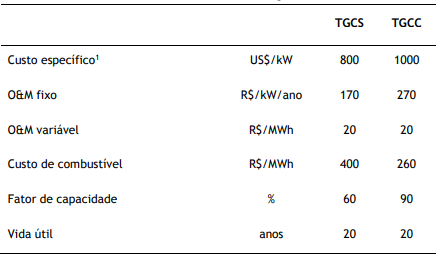 TGCS TGCC
Custo específico¹ US$/kW 800 1000
O&M fixo R$/kW/ano 170 270
O&M variável R$/MWh 20 20
Custo de combustível R$/MWh 400 260
Fator de capacidade % 60 90
Vida útil anos 20 20